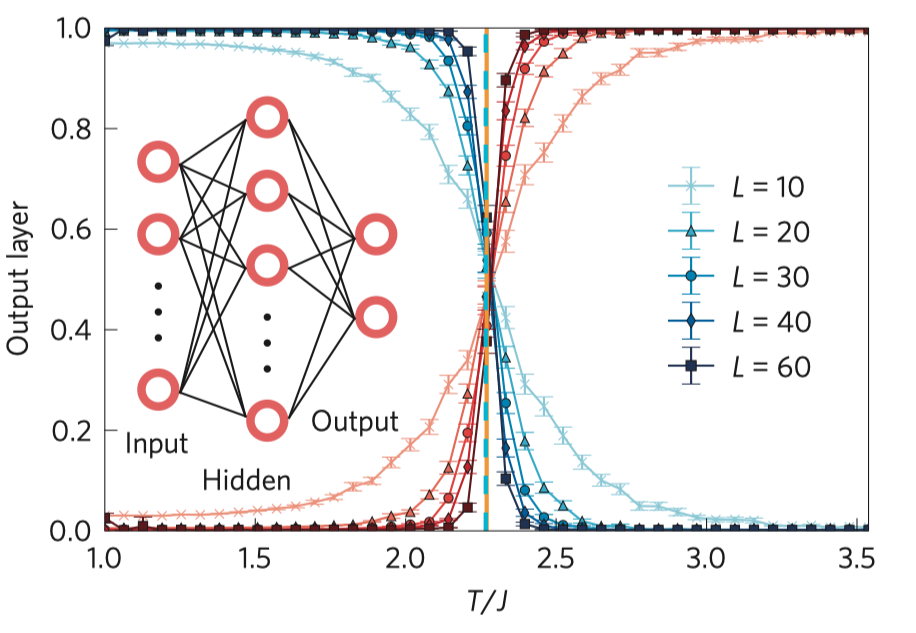 Output layer
1.0
0.8
0.6
0.4
0.2
0.0
Input
Hidden
Output
L = 10
L = 20
L = 30
L = 40
L = 60
1.0
1.5
2.0
2.5
3.0
3.5
T/J